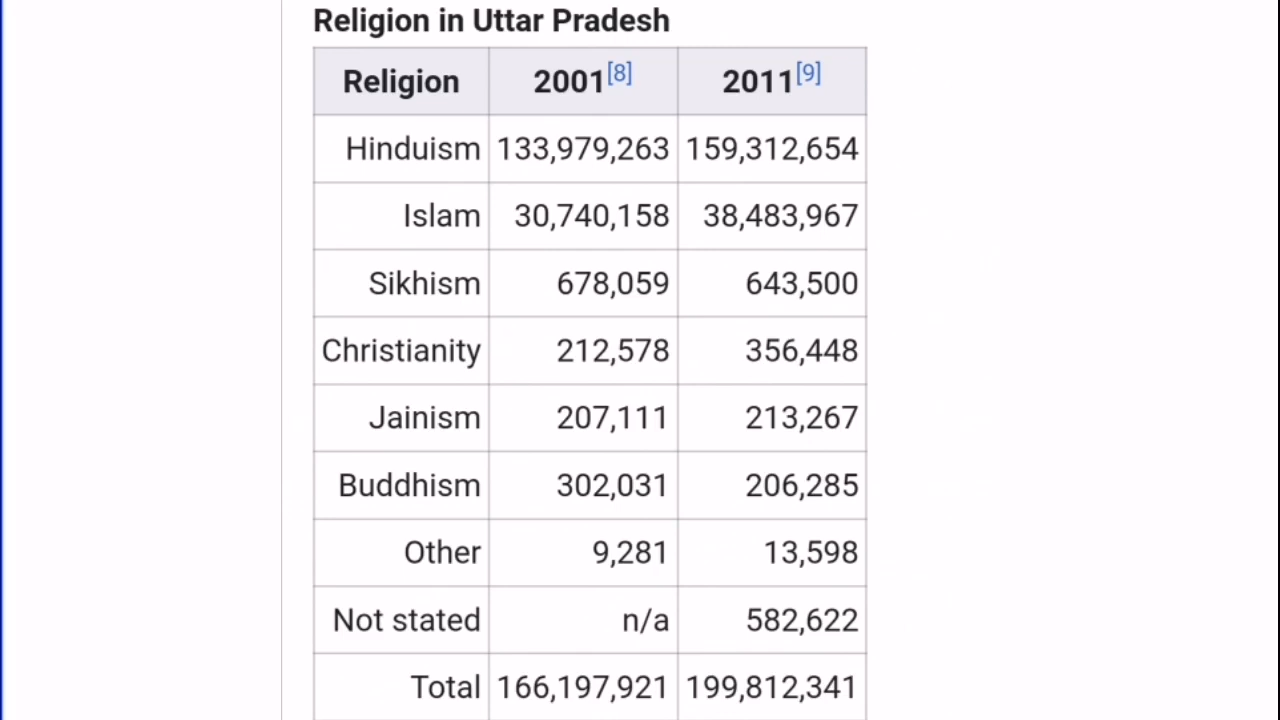 Religion in Uttar Pradesh
Religion 2001[8] 2011[9]
Hinduism 133,979,263 159,312,654
Islam 30,740,158 38,483,967
Sikhism 678,059 643,500
Christianity 212,578 356,448
Jainism 207,111 213,267
Buddhism 302,031 206,285
Other 9,281 13,598
Not stated n/a 582,622
Total 166,197,921 199,812,341